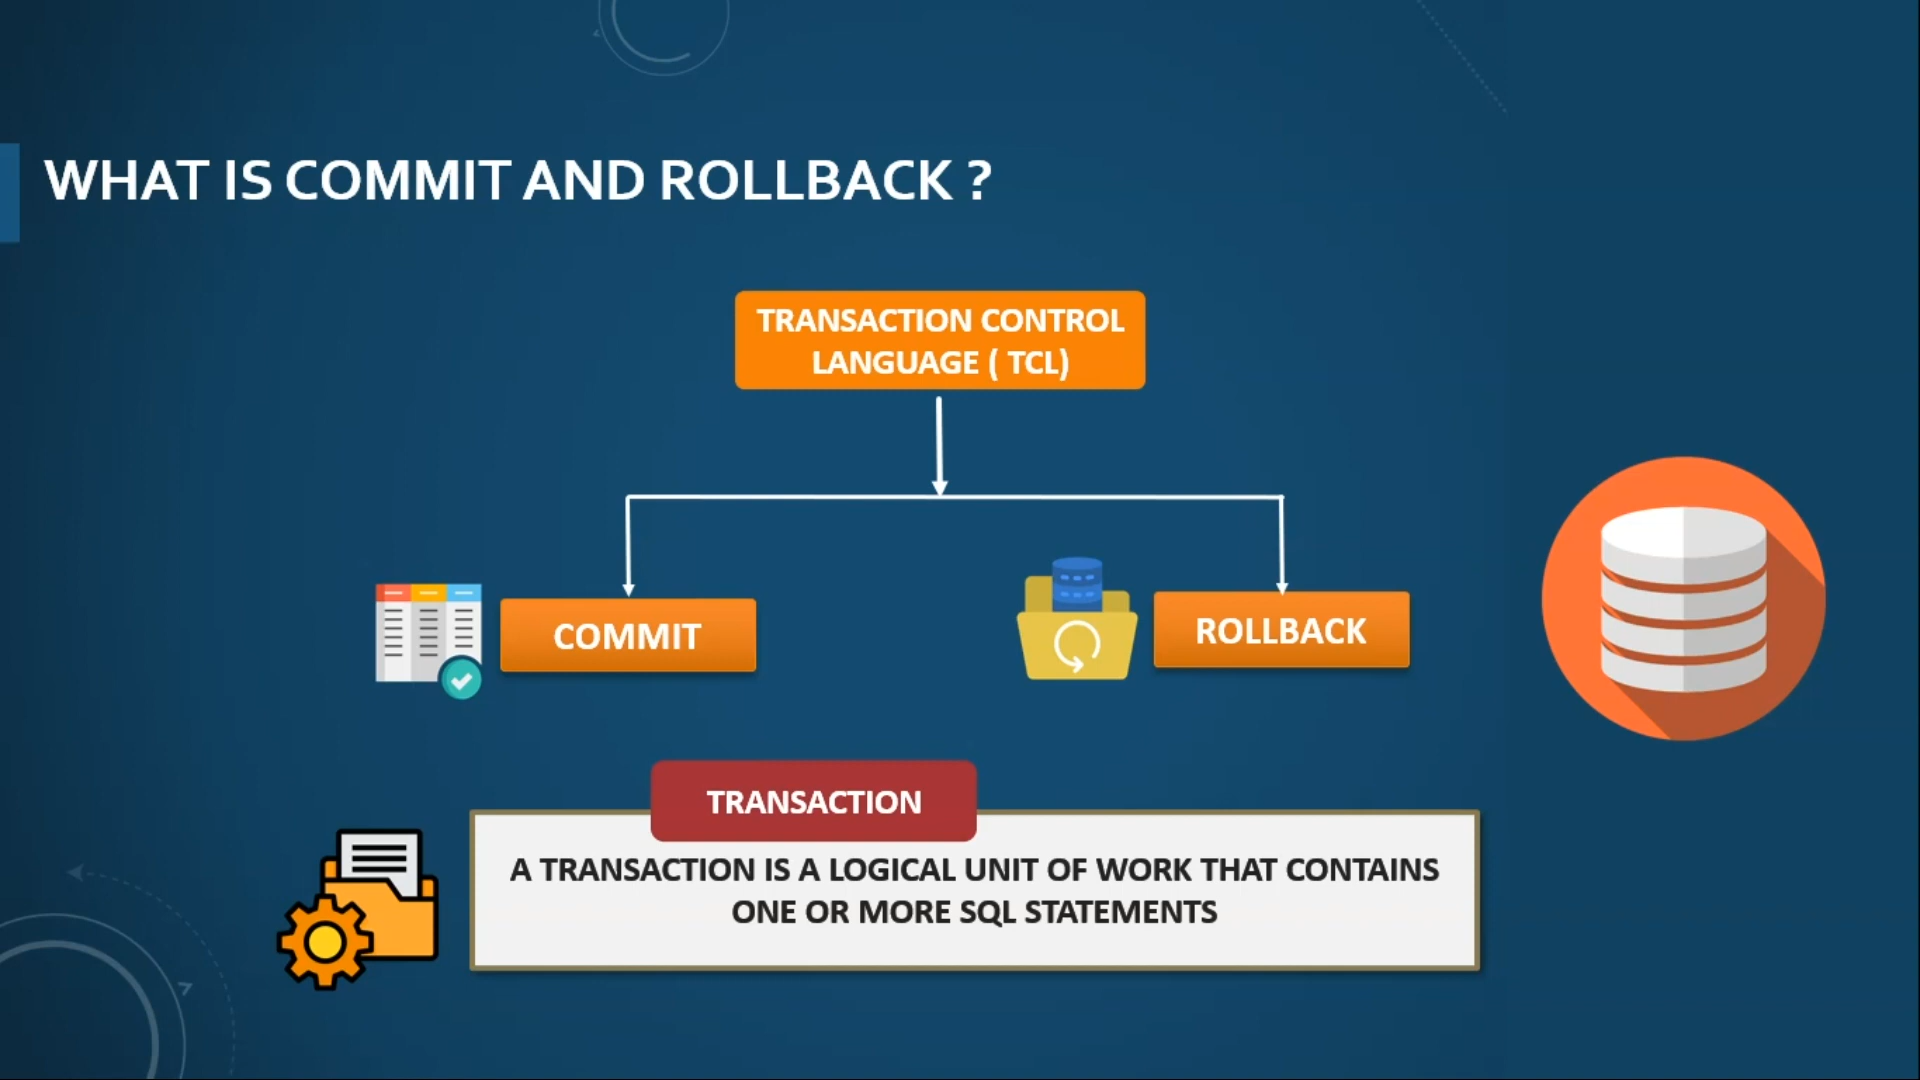 WHAT IS COMMIT AND ROLLBACK ?
TRANSACTION CONTROL
LANGUAGE ( TCL)
COMMIT
ROLLBACK
TRANSACTION
A TRANSACTION IS A LOGICAL UNIT OF WORK THAT CONTAINS
ONE OR MORE SQL STATEMENTS